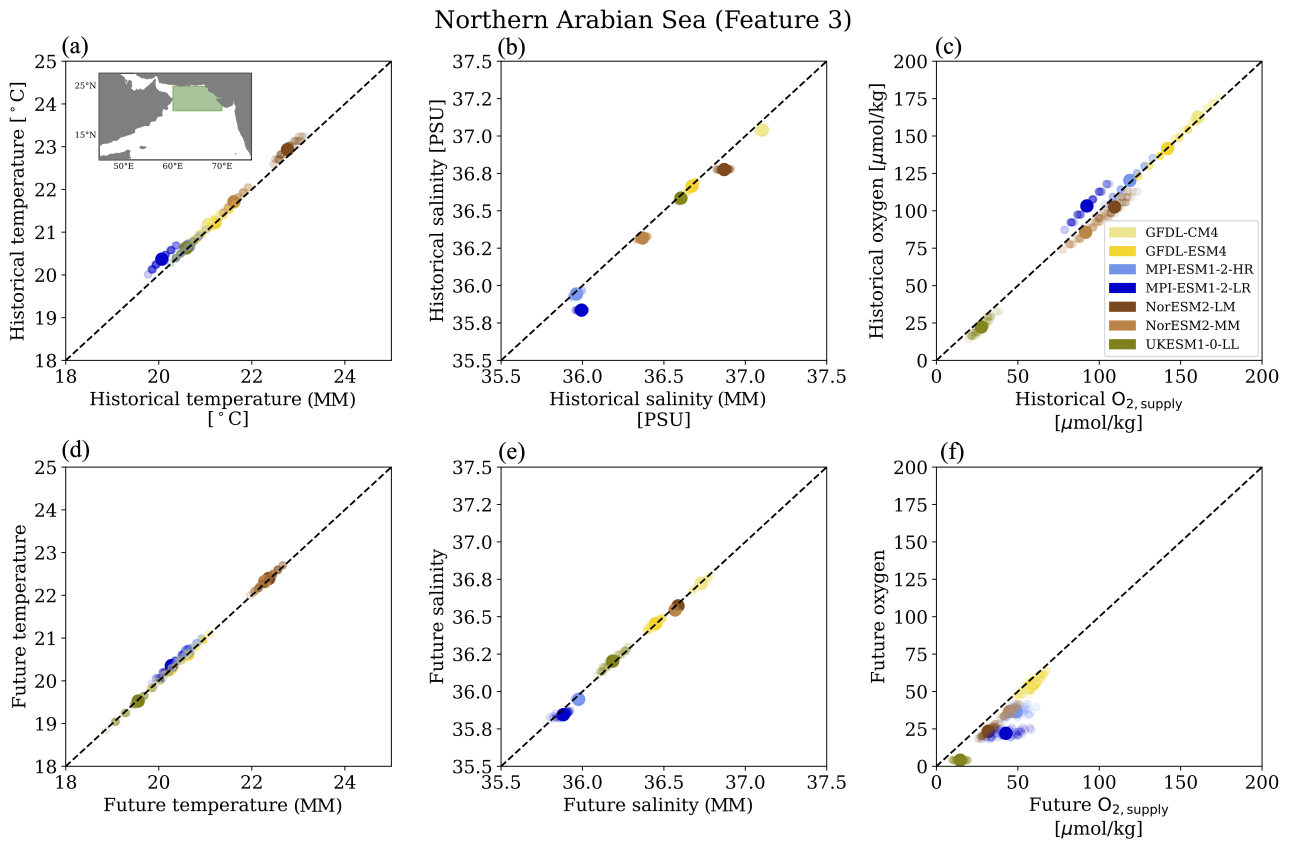 Northern Arabian Sea (Feature 3)
(a)
(b)
(c)
25
24
23
22
21
20
19
18
18
20
22
24
Historical temperature [°C]
Historical temperature (MM)
[°C]
25°N
15°N
50°E
60°E
70°E
37.5
37.2
37.0
36.8
36.5
36.2
36.0
35.8
35.5
35.5
36.0
36.5
37.0
37.5
Historical salinity [PSU]
Historical salinity (MM)
[PSU]
200
175
150
125
100
75
50
25
0
0
50
100
150
200
Historical oxygen [μmol/kg]
Historical O2, supply
[μmol/kg]
GFDL-CM4
GFDL-ESM4
MPI-ESM1-2-HR
MPI-ESM1-2-LR
NorESM2-LM
NorESM2-MM
UKESM1-0-LL
(d)
(e)
(f)
25
24
23
22
21
20
19
18
18
20
22
24
Future temperature
Future temperature (MM)
37.5
37.2
37.0
36.8
36.5
36.2
36.0
35.8
35.5
35.5
36.0
36.5
37.0
37.5
Future salinity
Future salinity (MM)
200
175
150
125
100
75
50
25
0
0
50
100
150
200
Future oxygen
Future O2, supply
[μmol/kg]